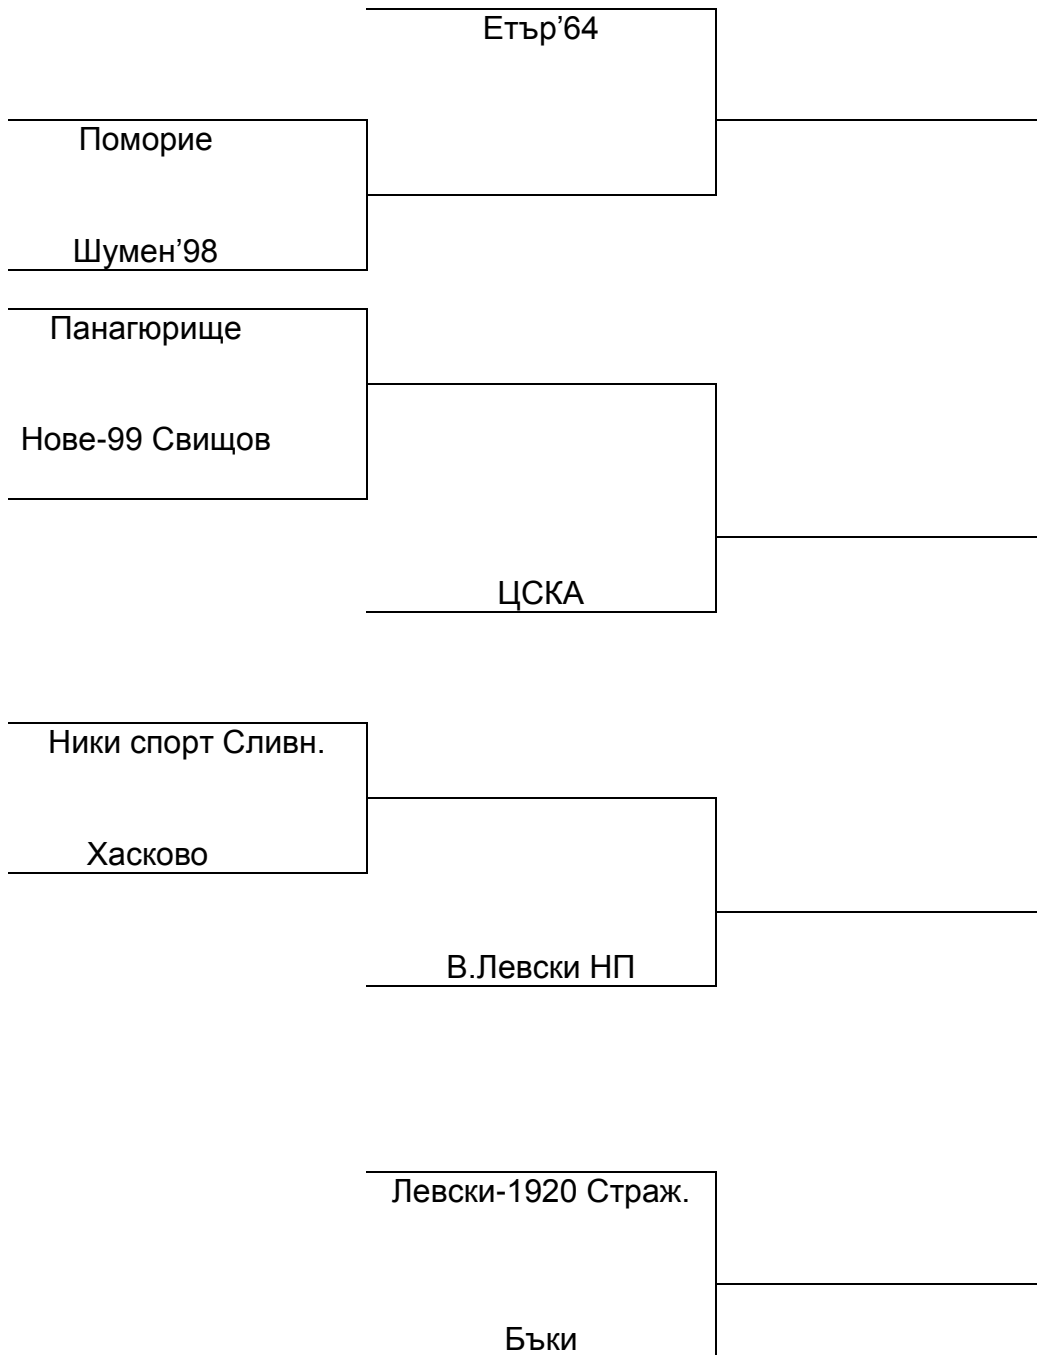 Етър’64
Поморие
Шумен’98
Панагюрище
Нове-99 Свищов
ЦСКА
Ники спорт Сливн.
Хасково
В.Левски НП
Левски-1920 Страж.
Бъки